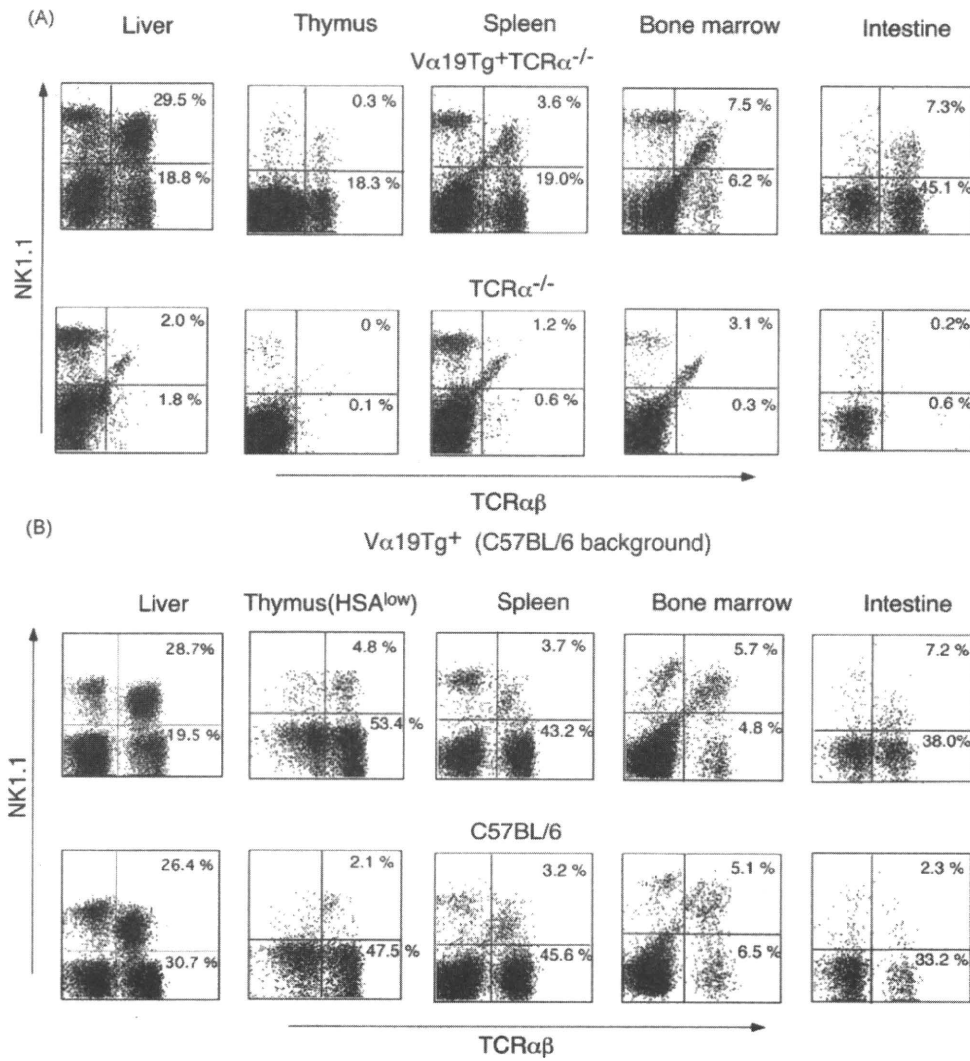 (A)
Liver Thymus Spleen Bone marrow Intestine
Vα19Tg⁺TCRα⁻/⁻
29.5 % 0.3 % 3.6 % 7.5 % 7.3%
18.8 % 18.3 % 19.0% 6.2 % 45.1 %
NK1.1
TCRα⁻/⁻
2.0 % 0 % 1.2 % 3.1 % 0.2%
1.8 % 0.1 % 0.6 % 0.3 % 0.6 %
TCRαβ
(B)
Vα19Tg⁺ (C57BL/6 background)
Liver Thymus(HSAˡᵒʷ) Spleen Bone marrow Intestine
28.7% 4.8 % 3.7 % 5.7 % 7.2 %
19.5 % 53.4 % 43.2 % 4.8 % 38.0%
NK1.1
C57BL/6
26.4 % 2.1 % 3.2 % 5.1 % 2.3 %
30.7 % 47.5 % 45.6 % 6.5 % 33.2 %
TCRαβ